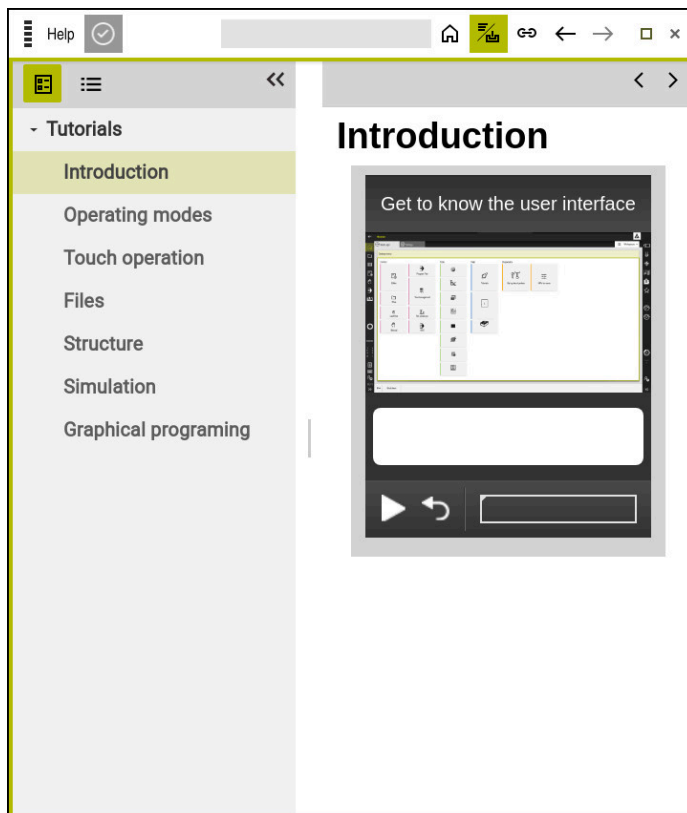 Help
Tutorials
Introduction
Operating modes
Touch operation
Files
Structure
Simulation
Graphical programing
Introduction
Get to know the user interface